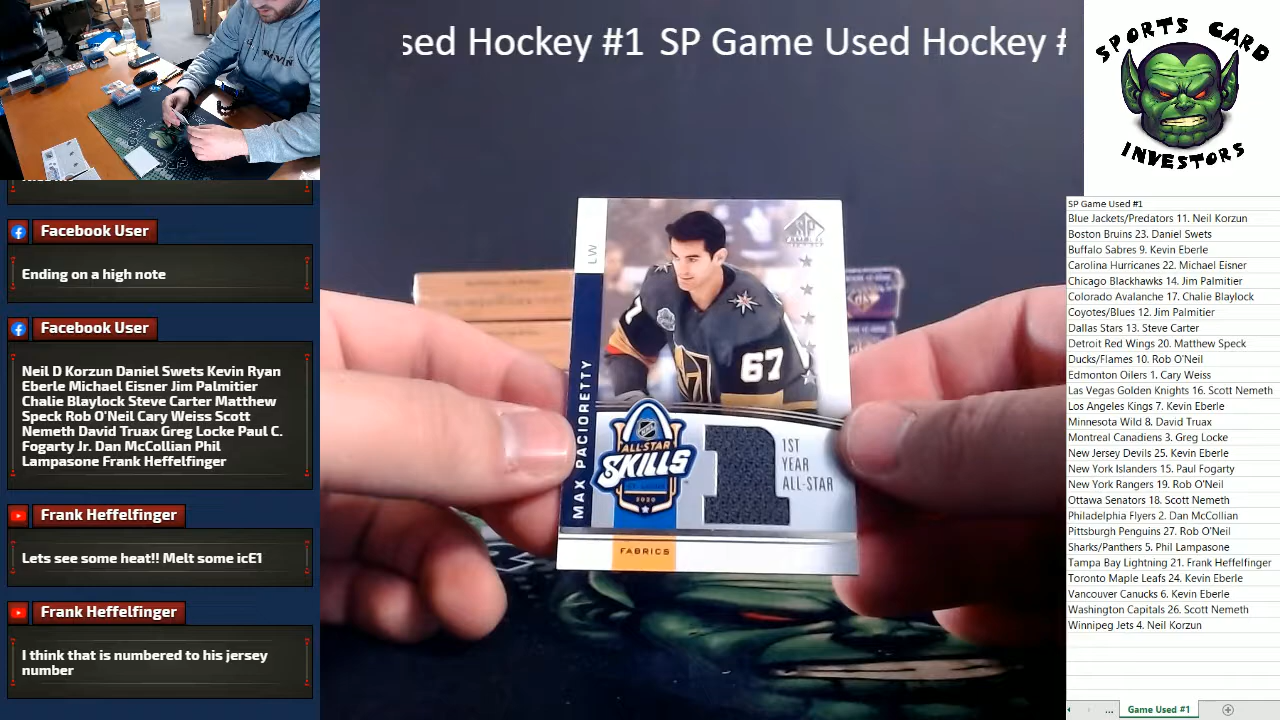 sed Hockey #1 SP Game Used Hockey #
SPORTS CARD
INVESTORS
Facebook User
Ending on a high note
Facebook User
Neil D Korzun Daniel Swets Kevin Ryan
Eberle Michael Eisner Jim Palmitier
Chalie Blaylock Steve Carter Matthew
Speck Rob O'Neil Cary Weiss Scott
Nemeth David Truax Greg Locke Paul C.
Fogarty Jr. Dan McCollian Phil
Lampasone Frank Heffelfinger
Frank Heffelfinger
Lets see some heat!! Melt some icE1
Frank Heffelfinger
I think that is numbered to his jersey
number
LW
SP
67
MAX PACIORETTY
NHL
ALL-STAR
SKILLS
2020
1ST
YEAR
ALL-STAR
FABRICS
SP Game Used #1
Blue Jackets/Predators 11. Neil Korzun
Boston Bruins 23. Daniel Swets
Buffalo Sabres 9. Kevin Eberle
Carolina Hurricanes 22. Michael Eisner
Chicago Blackhawks 14. Jim Palmitier
Colorado Avalanche 17. Chalie Blaylock
Coyotes/Blues 12. Jim Palmitier
Dallas Stars 13. Steve Carter
Detroit Red Wings 20. Matthew Speck
Ducks/Flames 10. Rob O'Neil
Edmonton Oilers 1. Cary Weiss
Las Vegas Golden Knights 16. Scott Nemeth
Los Angeles Kings 7. Kevin Eberle
Minnesota Wild 8. David Truax
Montreal Canadiens 3. Greg Locke
New Jersey Devils 25. Kevin Eberle
New York Islanders 15. Paul Fogarty
New York Rangers 19. Rob O'Neil
Ottawa Senators 18. Scott Nemeth
Philadelphia Flyers 2. Dan McCollian
Pittsburgh Penguins 27. Rob O'Neil
Sharks/Panthers 5. Phil Lampasone
Tampa Bay Lightning 21. Frank Heffelfinger
Toronto Maple Leafs 24. Kevin Eberle
Vancouver Canucks 6. Kevin Eberle
Washington Capitals 26. Scott Nemeth
Winnipeg Jets 4. Neil Korzun
...
Game Used #1